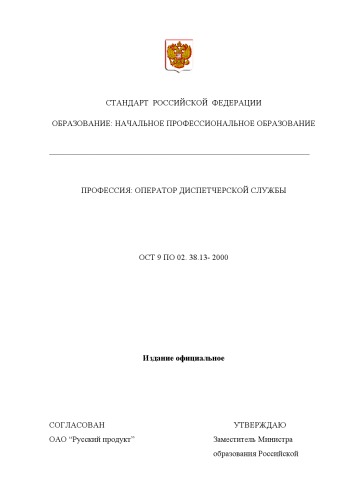 СТАНДАРТ РОССИЙСКОЙ ФЕДЕРАЦИИ
ОБРАЗОВАНИЕ: НАЧАЛЬНОЕ ПРОФЕССИОНАЛЬНОЕ ОБРАЗОВАНИЕ
ПРОФЕССИЯ: ОПЕРАТОР ДИСПЕТЧЕРСКОЙ СЛУЖБЫ
ОСТ 9 ПО 02. 38.13- 2000
Издание официальное
СОГЛАСОВАН УТВЕРЖДАЮ
ОАО “Русский продукт” Заместитель Министра
образования Российской